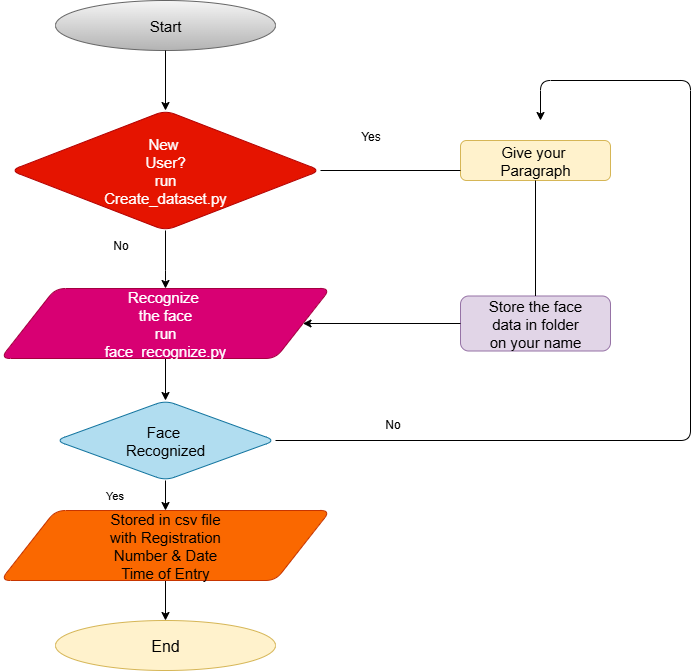 Start
New
User?
run
Create_dataset.py
Yes
Give your
Paragraph
No
Recognize
the face
run
face_recognize.py
Store the face
data in folder
on your name
Face
Recognized
No
Yes
Stored in csv file
with Registration
Number & Date
Time of Entry
End